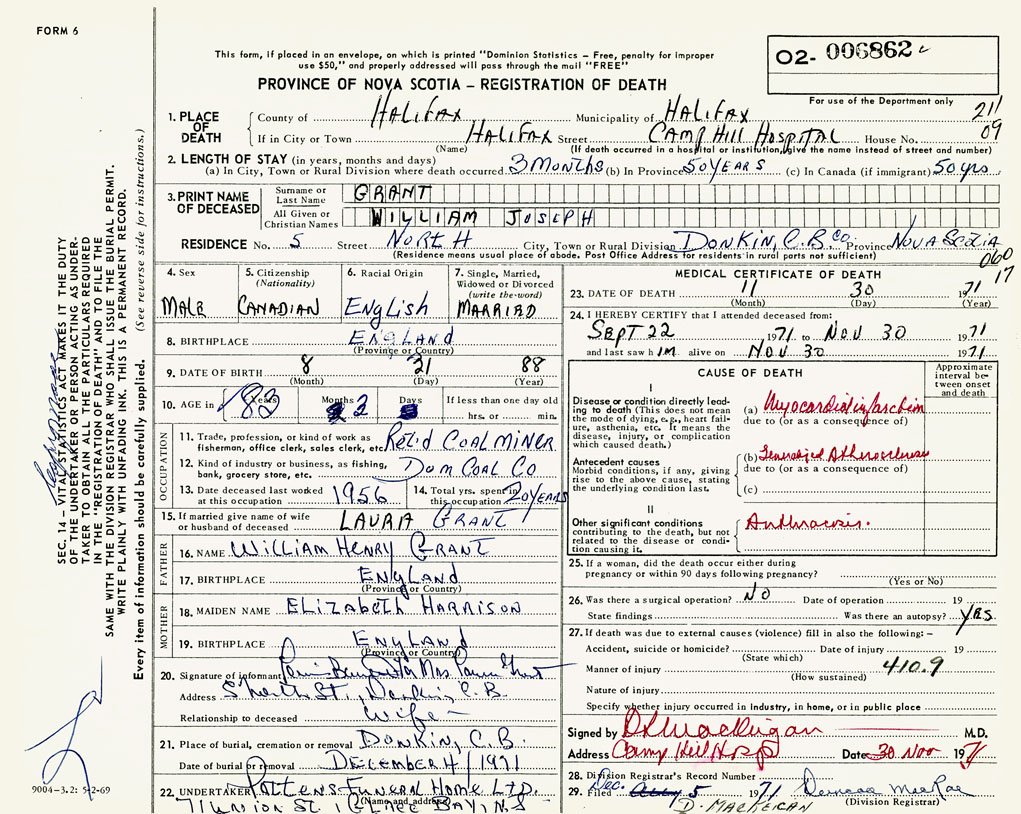 FORM 6
This form, if placed in an envelope, on which is printed "Dominion Statistics – Free, penalty for improper
use $50," and properly addressed will pass through the mail "FREE"
O2- 006862
For use of the Department only
PROVINCE OF NOVA SCOTIA – REGISTRATION OF DEATH
211
09
1. PLACE OF DEATH
County of HALIFAX Municipality of HALIFAX
If in City or Town HALIFAX Street CAMP HILL HOSPITAL House No.
(Name) (If death occurred in a hospital or institution, give the name instead of street and number)
2. LENGTH OF STAY (in years, months and days)
(a) In City, Town or Rural Division where death occurred 3 MONTHS (b) In Province 50 YEARS (c) In Canada (if immigrant) 50 yrs.
3. PRINT NAME OF DECEASED
Surname or Last Name GRANT
All Given or Christian Names WILLIAM JOSEPH
RESIDENCE No. 5 Street NORTH City, Town or Rural Division DONKIN, C.B. Co. Province NOVA SCOTIA
(Residence means usual place of abode. Post Office Address for residents in rural parts not sufficient)
060
17
4. Sex MALE
5. Citizenship (Nationality) CANADIAN
6. Racial Origin ENglish
7. Single, Married, Widowed or Divorced (write the word) MARRIED
8. BIRTHPLACE ENGLAND
(Province or Country)
9. DATE OF BIRTH 8 21 88
(Month) (Day) (Year)
10. AGE in 82 Years Months 2 Days If less than one day old
hrs. or min.
OCCUPATION
11. Trade, profession, or kind of work as fisherman, office clerk, sales clerk, etc. Ret'd COAL MINER
12. Kind of industry or business, as fishing, bank, grocery store, etc. Dom COAL Co
13. Date deceased last worked at this occupation 1956
14. Total yrs. spent in this occupation 20 YEARS
15. If married give name of wife or husband of deceased LAURA GRANT
FATHER
16. NAME WILLIAM HENRY GRANT
17. BIRTHPLACE ENGLAND
(Province or Country)
MOTHER
18. MAIDEN NAME ELIZABETH HARRISON
19. BIRTHPLACE ENGLAND
(Province or Country)
20. Signature of informant
Address St, Donkin, C.B.
Relationship to deceased Wife
21. Place of burial, cremation or removal DONKIN, C.B.
Date of burial or removal DECEMBER 4/1971
22. UNDERTAKER FUNERAL HOME LTD.
(Name and address)
UNION ST. GLACE BAY, N.S.
MEDICAL CERTIFICATE OF DEATH
23. DATE OF DEATH 11 30 1971
(Month) (Day) (Year)
24. I HEREBY CERTIFY that I attended deceased from:
SEPT 22 1971 to NOV 30 1971
and last saw h IM alive on NOV 30 1971
CAUSE OF DEATH
Approximate interval between onset and death
I
Disease or condition directly leading to death (This does not mean the mode of dying, e.g., heart failure, asthenia, etc. It means the disease, injury, or complication which caused death.)
(a) Myocardial infarction
due to (or as a consequence of)
Antecedent causes
Morbid conditions, if any, giving rise to the above cause, stating the underlying condition last.
(b) Generalized Atherosclerosis
due to (or as a consequence of)
(c)
II
Other significant conditions contributing to the death, but not related to the disease or condition causing it.
Anthracosis.
25. If a woman, did the death occur either during pregnancy or within 90 days following pregnancy?
(Yes or No)
26. Was there a surgical operation? NO Date of operation 19
State findings Was there an autopsy? YES
27. If death was due to external causes (violence) fill in also the following: –
Accident, suicide or homicide? Date of injury 19
(State which)
Manner of injury 410.9
(How sustained)
Nature of injury
Specify whether injury occurred in industry, in home, or in public place
Signed by M.D.
Address Camp Hill Hosp Date 30 Nov 1971
28. Division Registrar's Record Number
29. Filed Dec. 5 1971
(Division Registrar)
D. MACKEIGAN
SEC. 14 – VITAL STATISTICS ACT MAKES IT THE DUTY
OF THE UNDERTAKER OR PERSON ACTING AS UNDER-
TAKER TO OBTAIN ALL THE PARTICULARS REQUIRED
IN THE "REGISTRATION OF DEATH" AND TO FILE THE
SAME WITH THE DIVISION REGISTRAR WHO SHALL ISSUE THE BURIAL PERMIT.
WRITE PLAINLY WITH UNFADING INK. THIS IS A PERMANENT RECORD.
Every item of information should be carefully supplied. (See reverse side for instructions.)
9004-3.2: 5-2-69